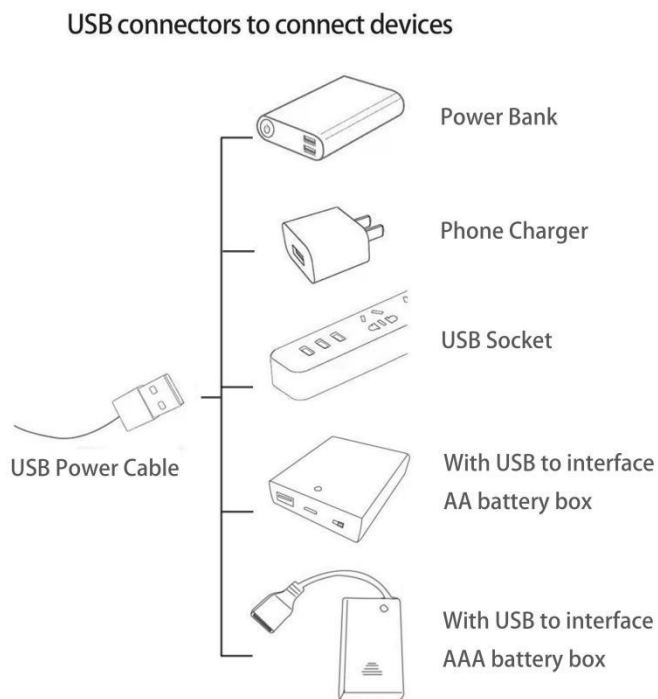 USB connectors to connect devices
Power Bank
Phone Charger
USB Socket
USB Power Cable
With USB to interface
AA battery box
With USB to interface
AAA battery box